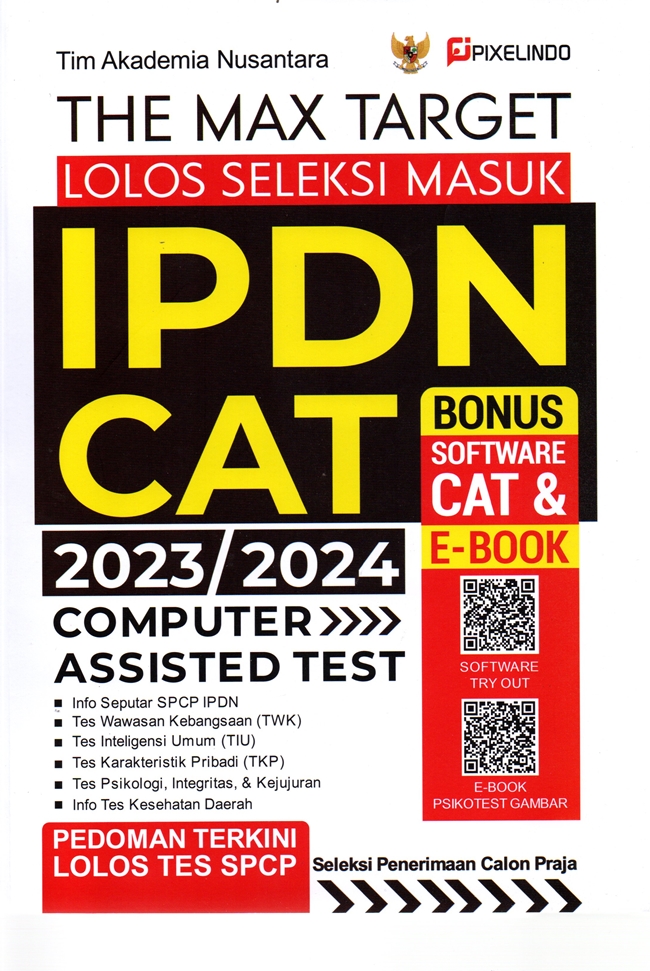 Tim Akademia Nusantara
PIXELINDO
THE MAX TARGET
LOLOS SELEKSI MASUK
IPDN
CAT
BONUS
SOFTWARE
CAT &
E-BOOK
2023/2024
COMPUTER
ASSISTED TEST
SOFTWARE
TRY OUT
E-BOOK
PSIKOTEST GAMBAR
Info Seputar SPCP IPDN
Tes Wawasan Kebangsaan (TWK)
Tes Inteligensi Umum (TIU)
Tes Karakteristik Pribadi (TKP)
Tes Psikologi, Integritas, & Kejujuran
Info Tes Kesehatan Daerah
PEDOMAN TERKINI
LOLOS TES SPCP
Seleksi Penerimaan Calon Praja